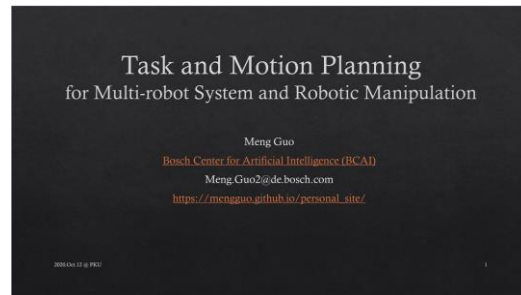 Task and Motion Planning
for Multi-robot System and Robotic Manipulation
Meng Guo
Bosch Center for Artificial Intelligence (BCAI)
Meng.Guo2@de.bosch.com
https://mengguo.github.io/personal_site/
2020.Oct.12 @ PKU
1